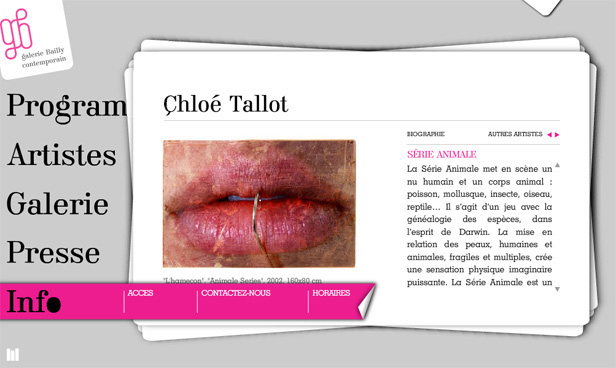 galerie Bailly
contemporain
Program
Artistes
Galerie
Presse
Info
ACCES
CONTACTEZ-NOUS
HORAIRES
Chloé Tallot
"L'hameçon", "Animale Series", 2002, 160x80 cm
BIOGRAPHIE
AUTRES ARTISTES
SÉRIE ANIMALE
La Série Animale met en scène un
nu humain et un corps animal :
poisson, mollusque, insecte, oiseau,
reptile... Il s'agit d'un jeu avec la
généalogie des espèces, dans
l'esprit de Darwin. La mise en
relation des peaux, humaines et
animales, fragiles et multiples, crée
une sensation physique imaginaire
puissante. La Série Animale est un